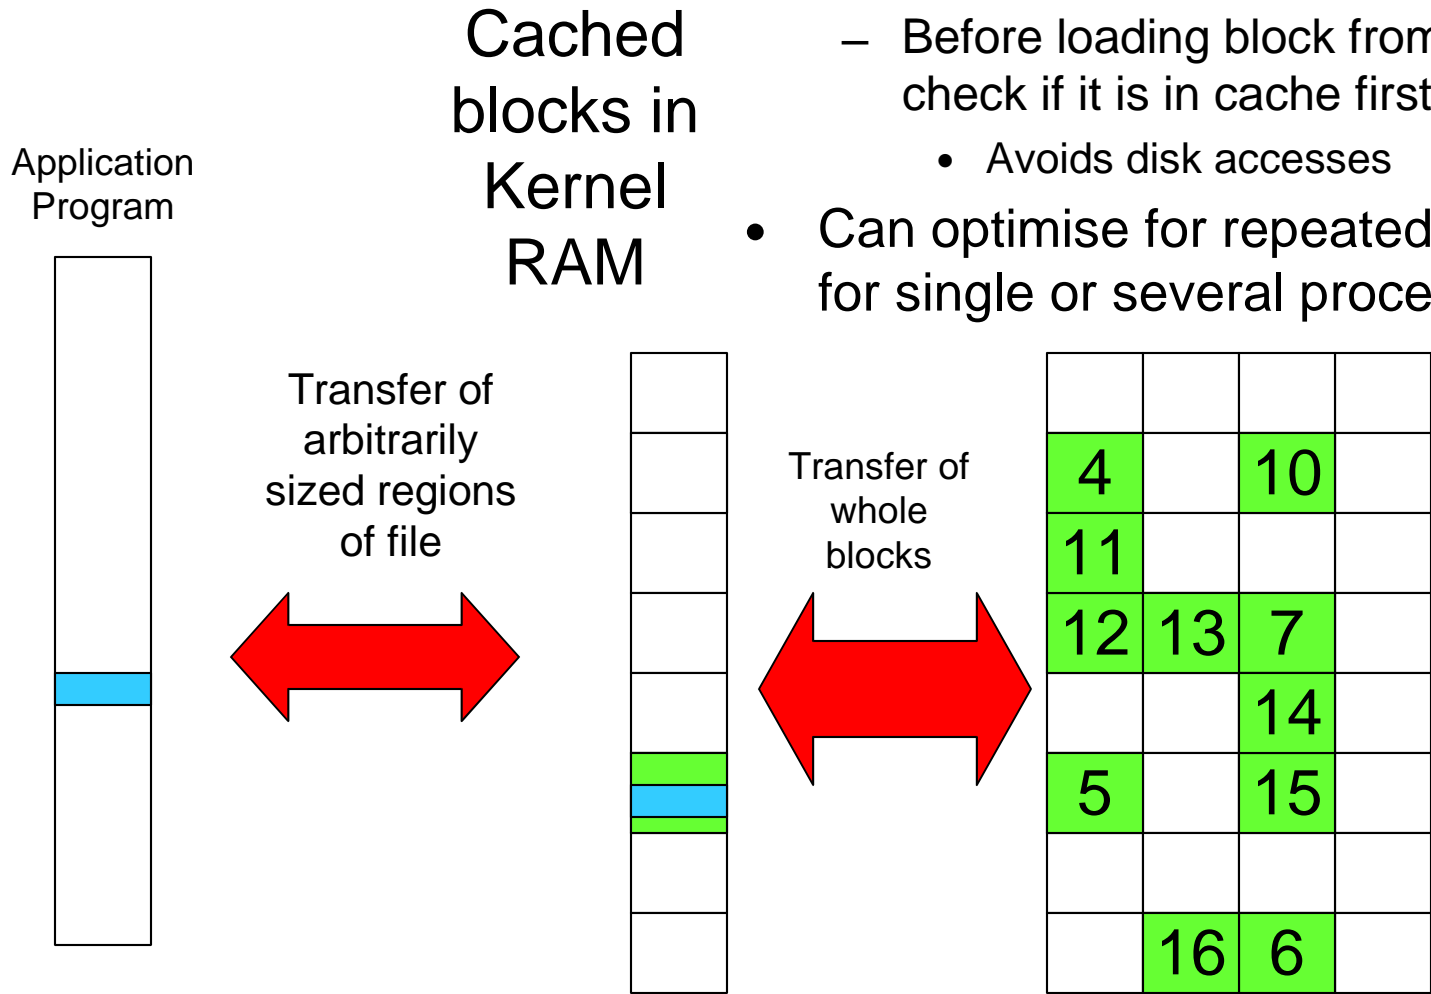 Cached
blocks in
Kernel
RAM
– Before loading block from
check if it is in cache first
• Avoids disk accesses
• Can optimise for repeated
for single or several proce
Application
Program
Transfer of
arbitrarily
sized regions
of file
Transfer of
whole
blocks
4 10
11
12 13 7
14
5 15
16 6